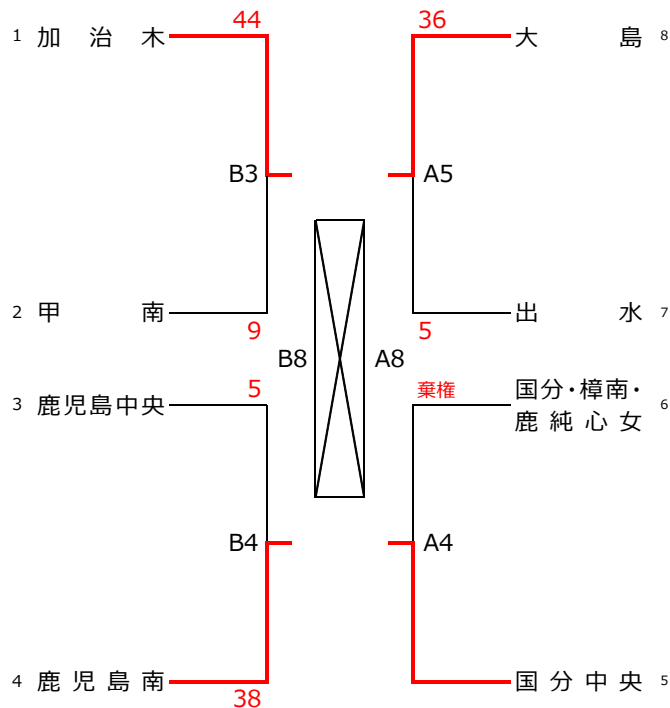 44 36
1 加治木 大島 8
B3 A5
2 甲南 出水 7
9 5
B8 A8
5 棄権
3 鹿児島中央 国分・樟南・ 6
鹿純心女
B4 A4
4 鹿児島南 国分中央 5
38